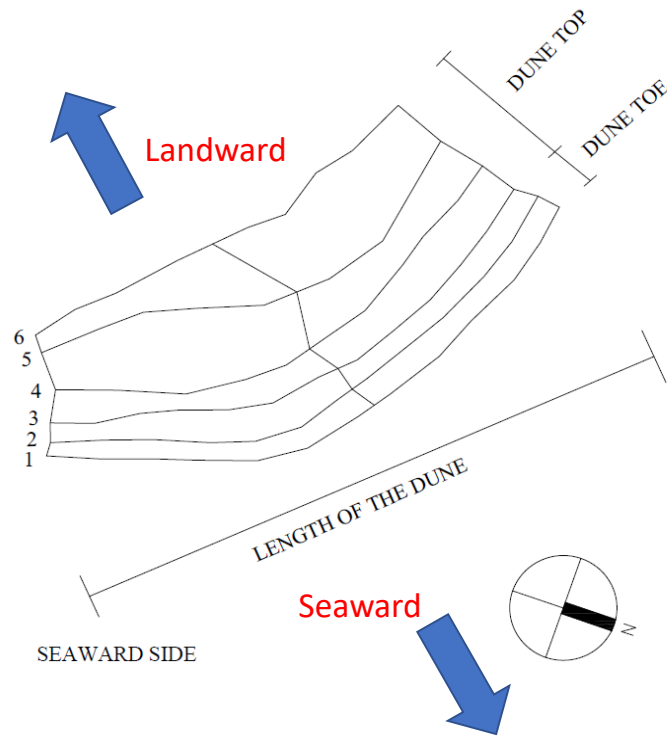 DUNE TOP
DUNE TOE
Landward
6
5
4
3
2
1
LENGTH OF THE DUNE
Seaward
N
SEAWARD SIDE